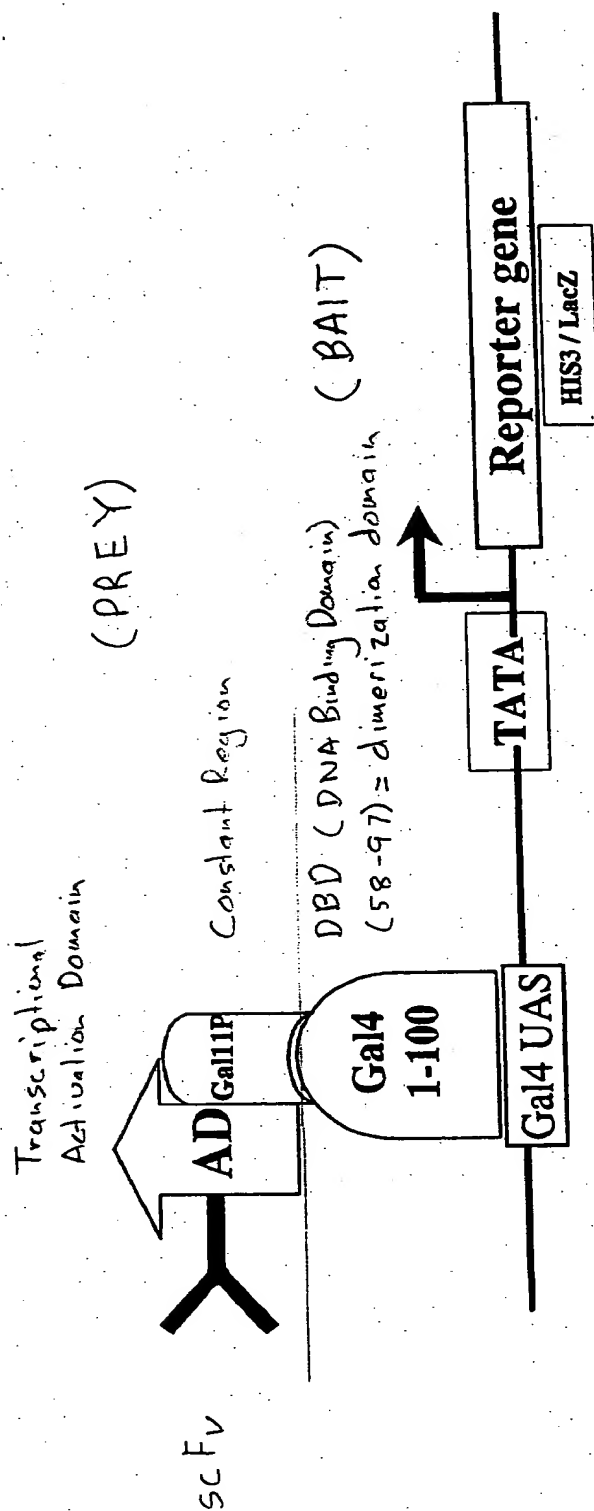 Transcriptional
Activation Domain
(PREY)
scFv
AD
Gal11P
Constant Region
DBD (DNA Binding Domain)
(BAIT)
(58-97) = dimerization domain
Gal4
1-100
Gal4 UAS
TATA
Reporter gene
HIS3 / LacZ